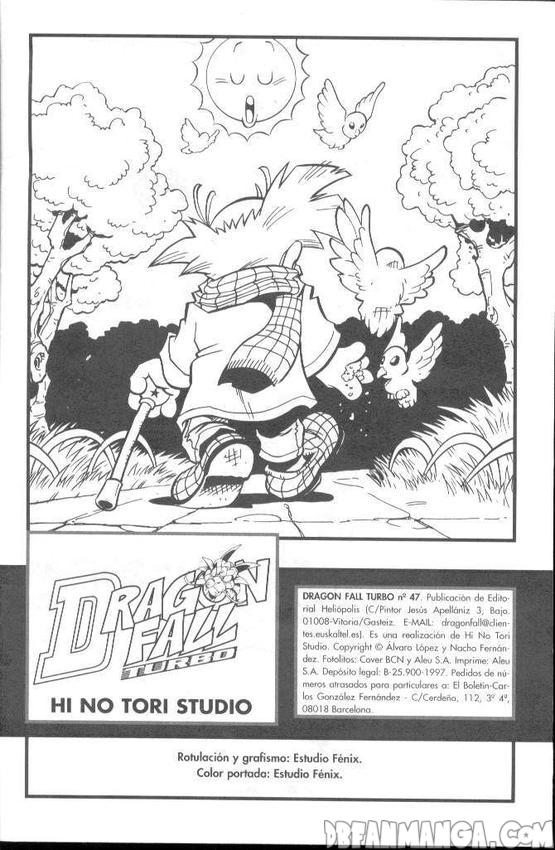 DRAGON
FALL
TURBO
HI NO TORI STUDIO
DRAGON FALL TURBO nº 47. Publicación de Edito-
rial Heliópolis (C/Pintor Jesús Apellániz 3, Bajo.
01008-Vitoria/Gasteiz. E-MAIL: dragonfall@clien-
tes.euskaltel.es). Es una realización de Hi No Tori
Studio. Copyright © Álvaro López y Nacho Fernán-
dez. Fotolitos: Cover BCN y Aleu S.A. Imprime: Aleu
S.A. Depósito legal: B-25.900-1997. Pedidos de nú-
meros atrasados para particulares a: El Boletín-Car-
los González Fernández - C/Cerdeña, 112, 3º 4ª,
08018 Barcelona.
Rotulación y grafismo: Estudio Fénix.
Color portada: Estudio Fénix.
DBFANMANGA.COM